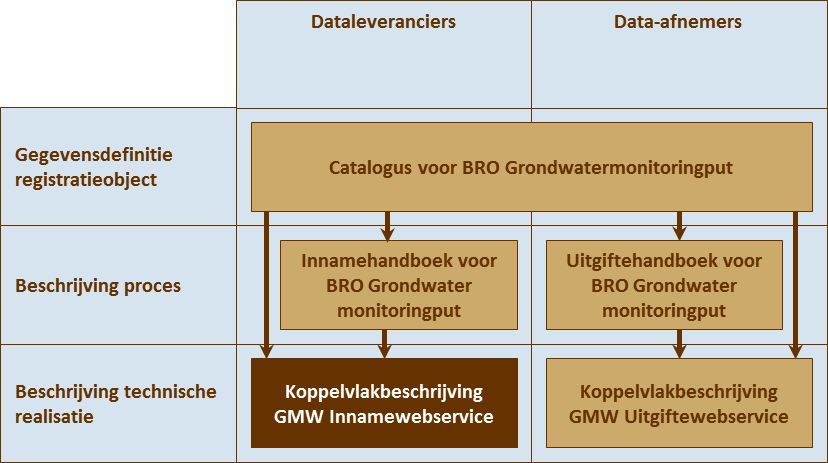 Dataleveranciers
Data-afnemers
Gegevensdefinitie
registratieobject
Catalogus voor BRO Grondwatermonitoringput
Beschrijving proces
Innamehandboek voor
BRO Grondwater
monitoringput
Uitgiftehandboek voor
BRO Grondwater
monitoringput
Beschrijving technische
realisatie
Koppelvlakbeschrijving
GMW Innamewebservice
Koppelvlakbeschrijving
GMW Uitgiftewebservice